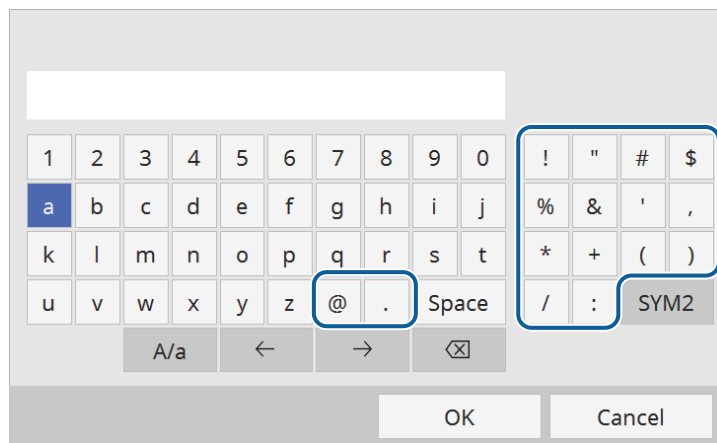 1 2 3 4 5 6 7 8 9 0 ! " # $
a b c d e f g h i j % & ' ,
k l m n o p q r s t * + ( )
u v w x y z @ . Space / : SYM2
A/a ← → ⌫
OK Cancel